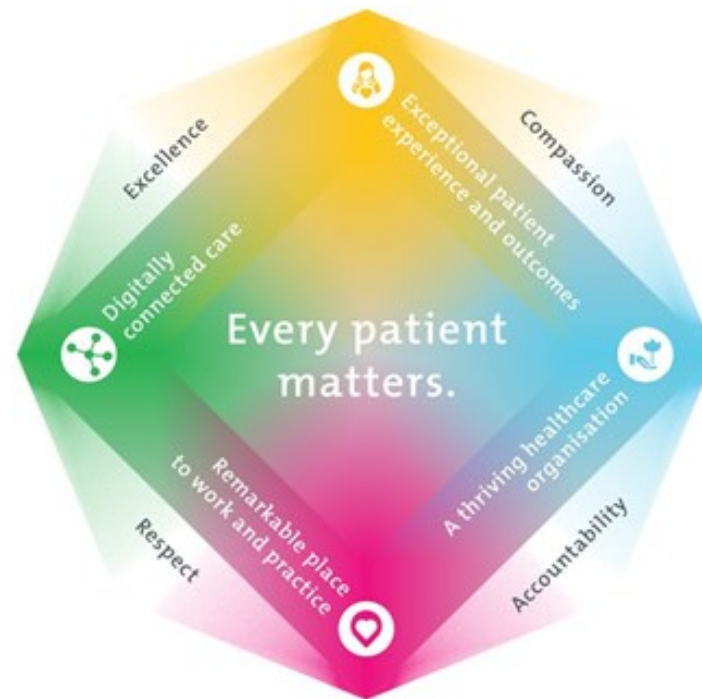 Excellence
Compassion
Exceptional patient
experience and outcomes
Digitally
connected care
Every patient
matters.
Remarkable place
to work and practice
A thriving healthcare
organisation
Respect
Accountability